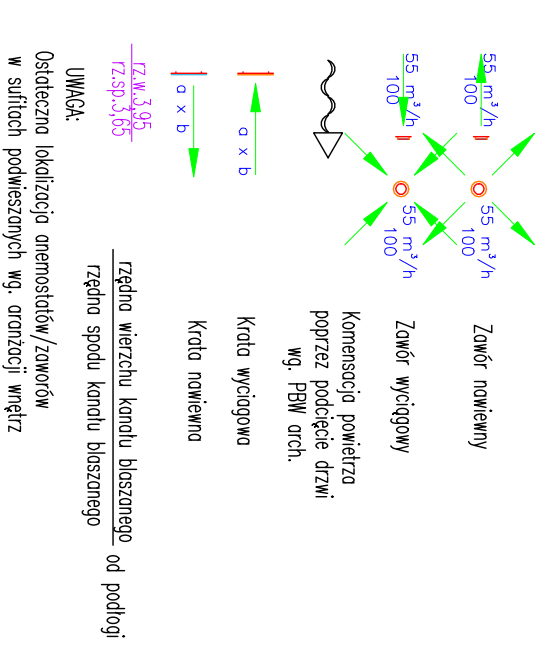 55 m³/h
100
55 m³/h
100
Zawór nawiewny
55 m³/h
100
55 m³/h
100
Zawór wyciągowy
Komensacja powietrza
poprzez podcięcie drzwi
wg. PBW arch.
a x b
Krata wyciagowa
a x b
Krata nawiewna
rz.w.3,95
rz.sp.3,65
rzędna wierzchu kanału blaszanego
rzędna spodu kanału blaszanego
od podłogi
UWAGA:
Ostateczna lokalizacja anemostatów/zaworów
w sufitach podwieszanych wg. aranżacji wnętrz